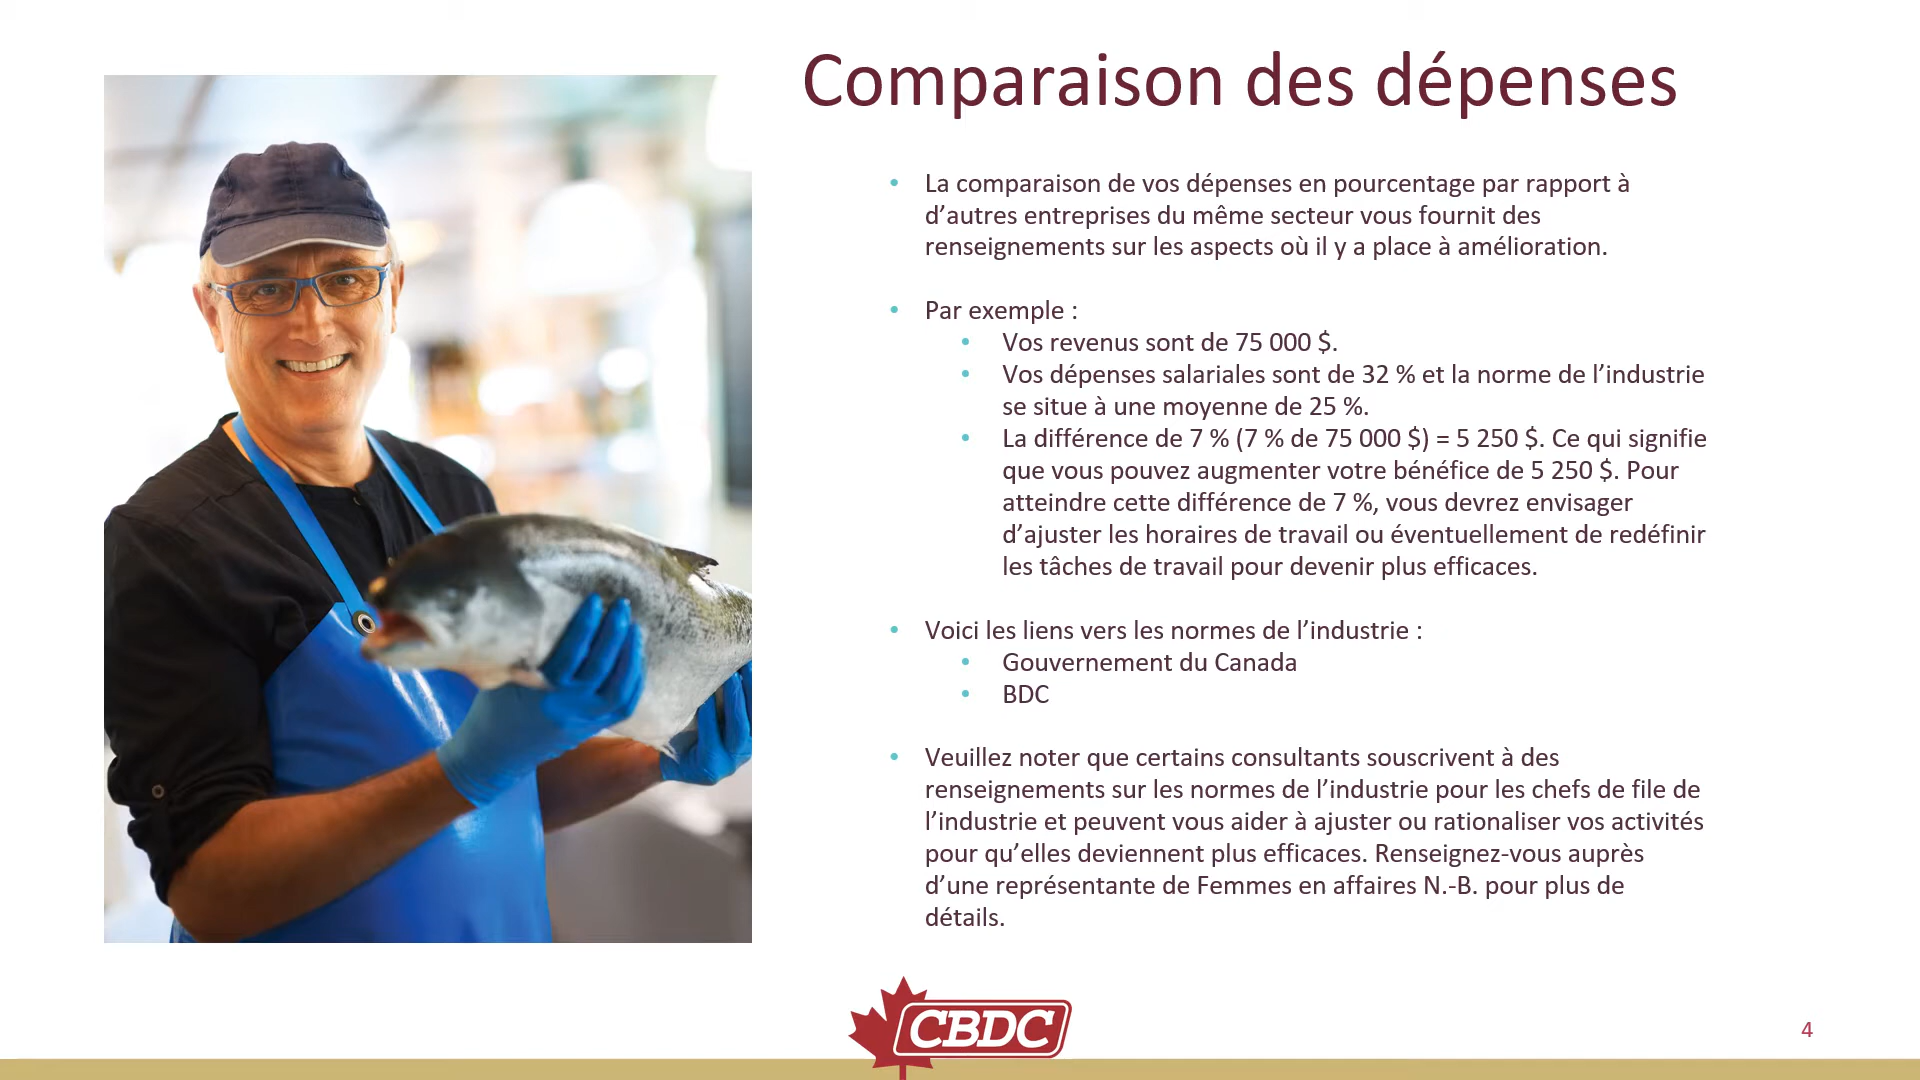 Comparaison des dépenses
• La comparaison de vos dépenses en pourcentage par rapport à
d’autres entreprises du même secteur vous fournit des
renseignements sur les aspects où il y a place à amélioration.
• Par exemple :
• Vos revenus sont de 75 000 $.
• Vos dépenses salariales sont de 32 % et la norme de l’industrie
se situe à une moyenne de 25 %.
• La différence de 7 % (7 % de 75 000 $) = 5 250 $. Ce qui signifie
que vous pouvez augmenter votre bénéfice de 5 250 $. Pour
atteindre cette différence de 7 %, vous devrez envisager
d’ajuster les horaires de travail ou éventuellement de redéfinir
les tâches de travail pour devenir plus efficaces.
• Voici les liens vers les normes de l’industrie :
• Gouvernement du Canada
• BDC
• Veuillez noter que certains consultants souscrivent à des
renseignements sur les normes de l’industrie pour les chefs de file de
l’industrie et peuvent vous aider à ajuster ou rationaliser vos activités
pour qu’elles deviennent plus efficaces. Renseignez-vous auprès
d’une représentante de Femmes en affaires N.-B. pour plus de
détails.
CBDC
4